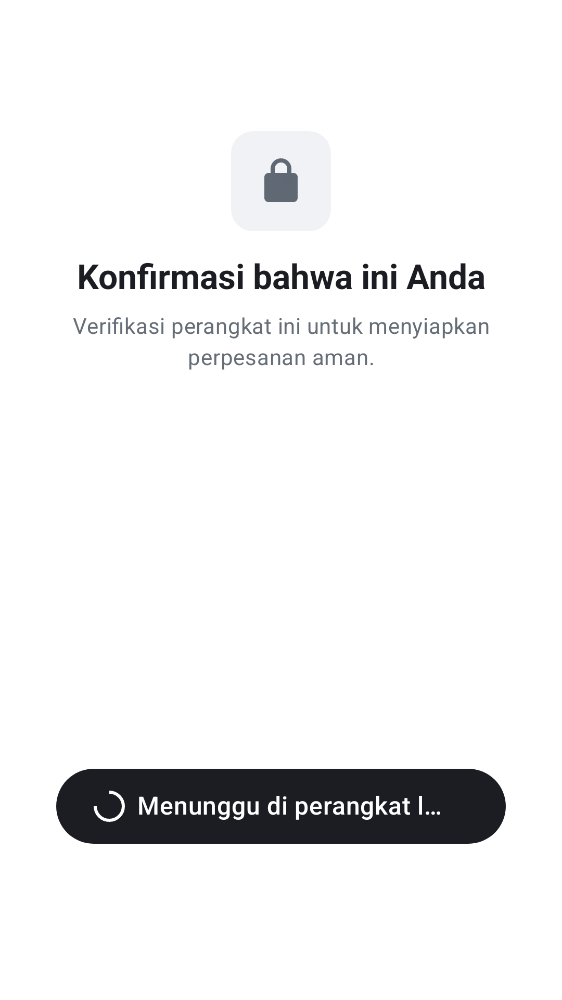 Konfirmasi bahwa ini Anda
Verifikasi perangkat ini untuk menyiapkan
perpesanan aman.
Menunggu di perangkat l…